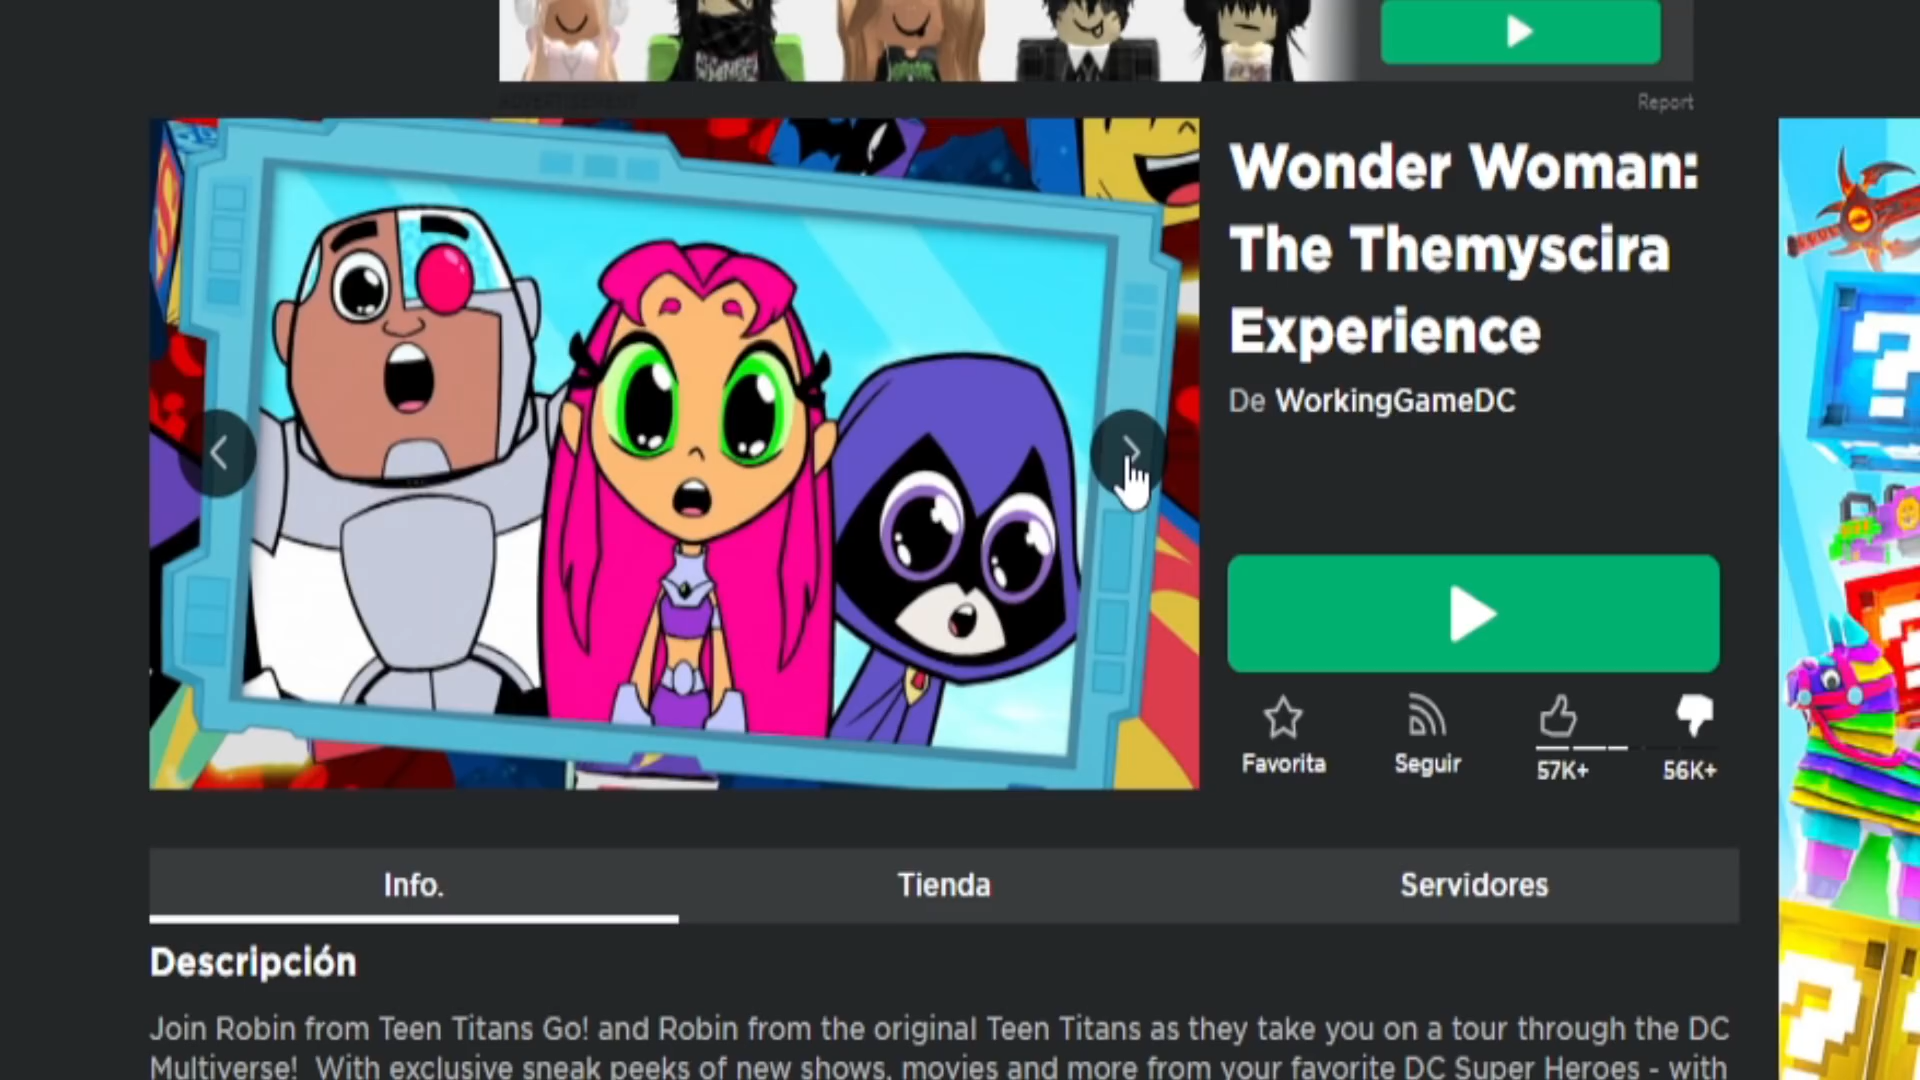 ADVERTISEMENT
Report
Wonder Woman:
The Themyscira
Experience
De WorkingGameDC
Favorita
Seguir
57K+
56K+
Info.
Tienda
Servidores
Descripción
Join Robin from Teen Titans Go! and Robin from the original Teen Titans as they take you on a tour through the DC
Multiverse! With exclusive sneak peeks of new shows, movies and more from your favorite DC Super Heroes - with